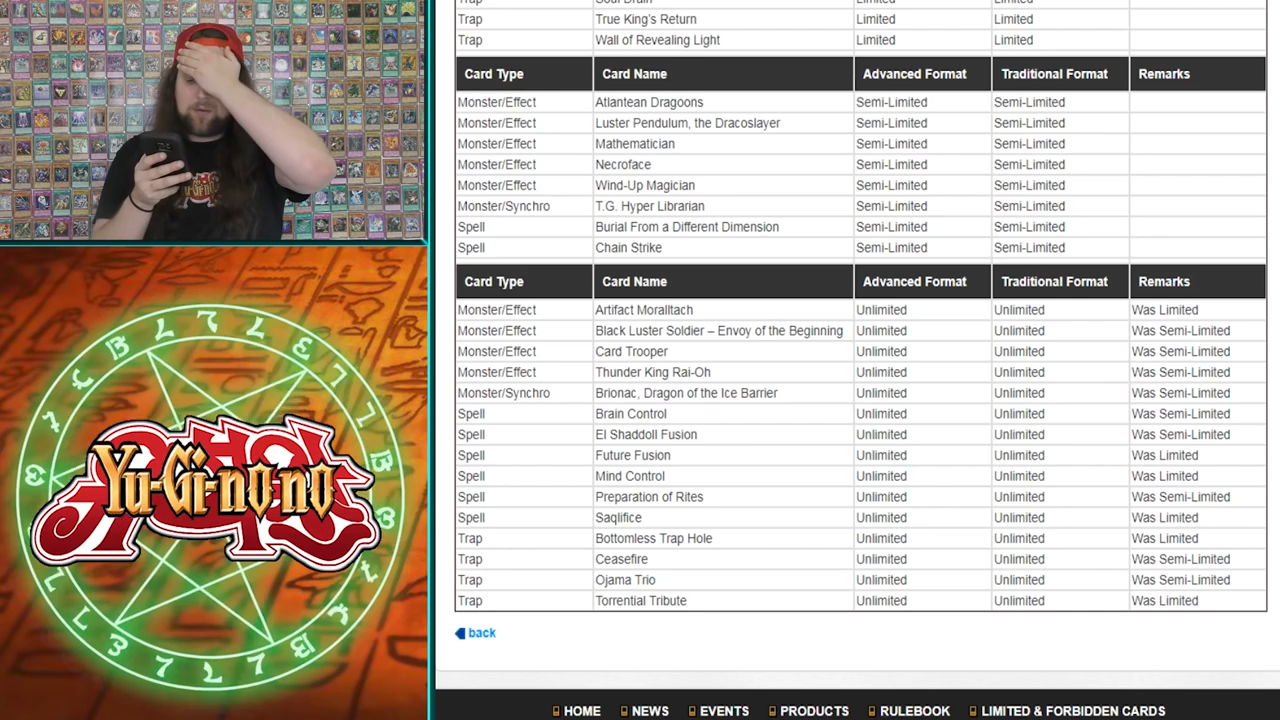 Trap Soul Drain Limited Limited
Trap True King's Return Limited Limited
Trap Wall of Revealing Light Limited Limited
Card Type Card Name Advanced Format Traditional Format Remarks
Monster/Effect Atlantean Dragoons Semi-Limited Semi-Limited
Monster/Effect Luster Pendulum, the Dracoslayer Semi-Limited Semi-Limited
Monster/Effect Mathematician Semi-Limited Semi-Limited
Monster/Effect Necroface Semi-Limited Semi-Limited
Monster/Effect Wind-Up Magician Semi-Limited Semi-Limited
Monster/Synchro T.G. Hyper Librarian Semi-Limited Semi-Limited
Spell Burial From a Different Dimension Semi-Limited Semi-Limited
Spell Chain Strike Semi-Limited Semi-Limited
Card Type Card Name Advanced Format Traditional Format Remarks
Monster/Effect Artifact Moralltach Unlimited Unlimited Was Limited
Monster/Effect Black Luster Soldier – Envoy of the Beginning Unlimited Unlimited Was Semi-Limited
Monster/Effect Card Trooper Unlimited Unlimited Was Semi-Limited
Monster/Effect Thunder King Rai-Oh Unlimited Unlimited Was Semi-Limited
Monster/Synchro Brionac, Dragon of the Ice Barrier Unlimited Unlimited Was Semi-Limited
Spell Brain Control Unlimited Unlimited Was Semi-Limited
Spell El Shaddoll Fusion Unlimited Unlimited Was Semi-Limited
Spell Future Fusion Unlimited Unlimited Was Limited
Spell Mind Control Unlimited Unlimited Was Limited
Spell Preparation of Rites Unlimited Unlimited Was Semi-Limited
Spell Saqlifice Unlimited Unlimited Was Limited
Trap Bottomless Trap Hole Unlimited Unlimited Was Limited
Trap Ceasefire Unlimited Unlimited Was Semi-Limited
Trap Ojama Trio Unlimited Unlimited Was Semi-Limited
Trap Torrential Tribute Unlimited Unlimited Was Limited
back
HOME NEWS EVENTS PRODUCTS RULEBOOK LIMITED & FORBIDDEN CARDS
Yu-Gi-no no